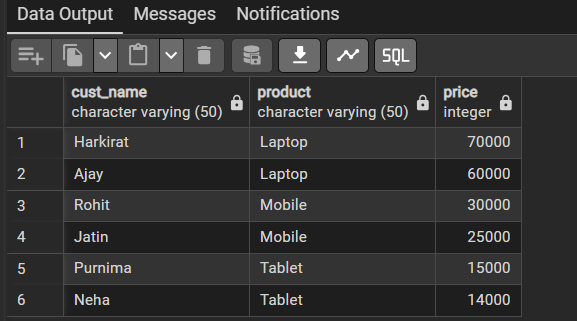 Data Output Messages Notifications
SQL
cust_name product price
character varying (50) character varying (50) integer
1 Harkirat Laptop 70000
2 Ajay Laptop 60000
3 Rohit Mobile 30000
4 Jatin Mobile 25000
5 Purnima Tablet 15000
6 Neha Tablet 14000